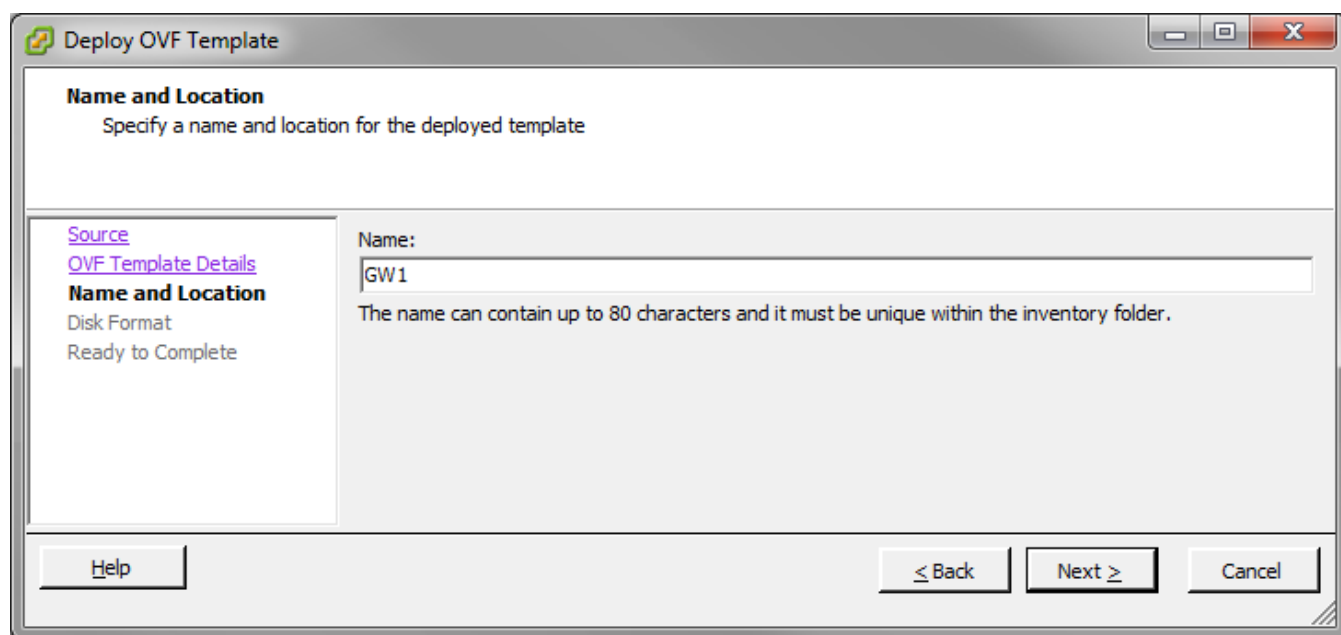 Deploy OVF Template
Name and Location
Specify a name and location for the deployed template
Source
OVF Template Details
Name and Location
Disk Format
Ready to Complete
Name:
GW1
The name can contain up to 80 characters and it must be unique within the inventory folder.
Help
< Back
Next >
Cancel